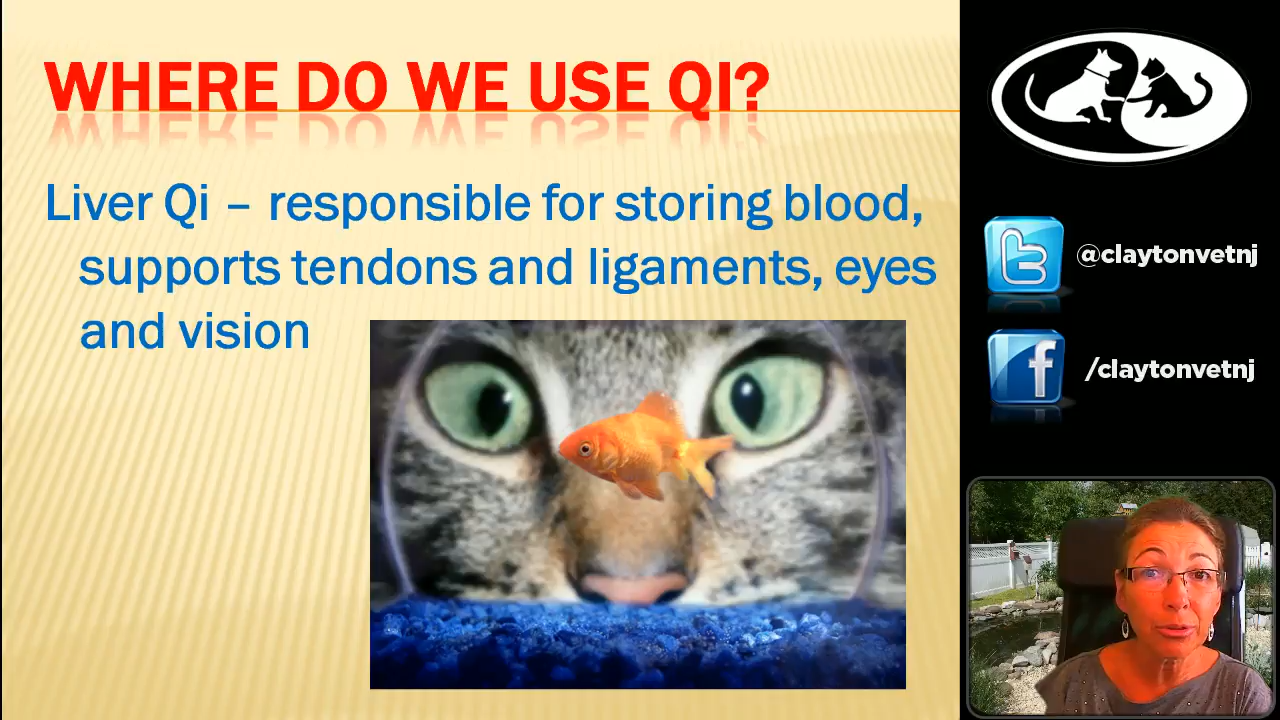 WHERE DO WE USE QI?
Liver Qi – responsible for storing blood,
supports tendons and ligaments, eyes
and vision
@claytonvetnj
/claytonvetnj